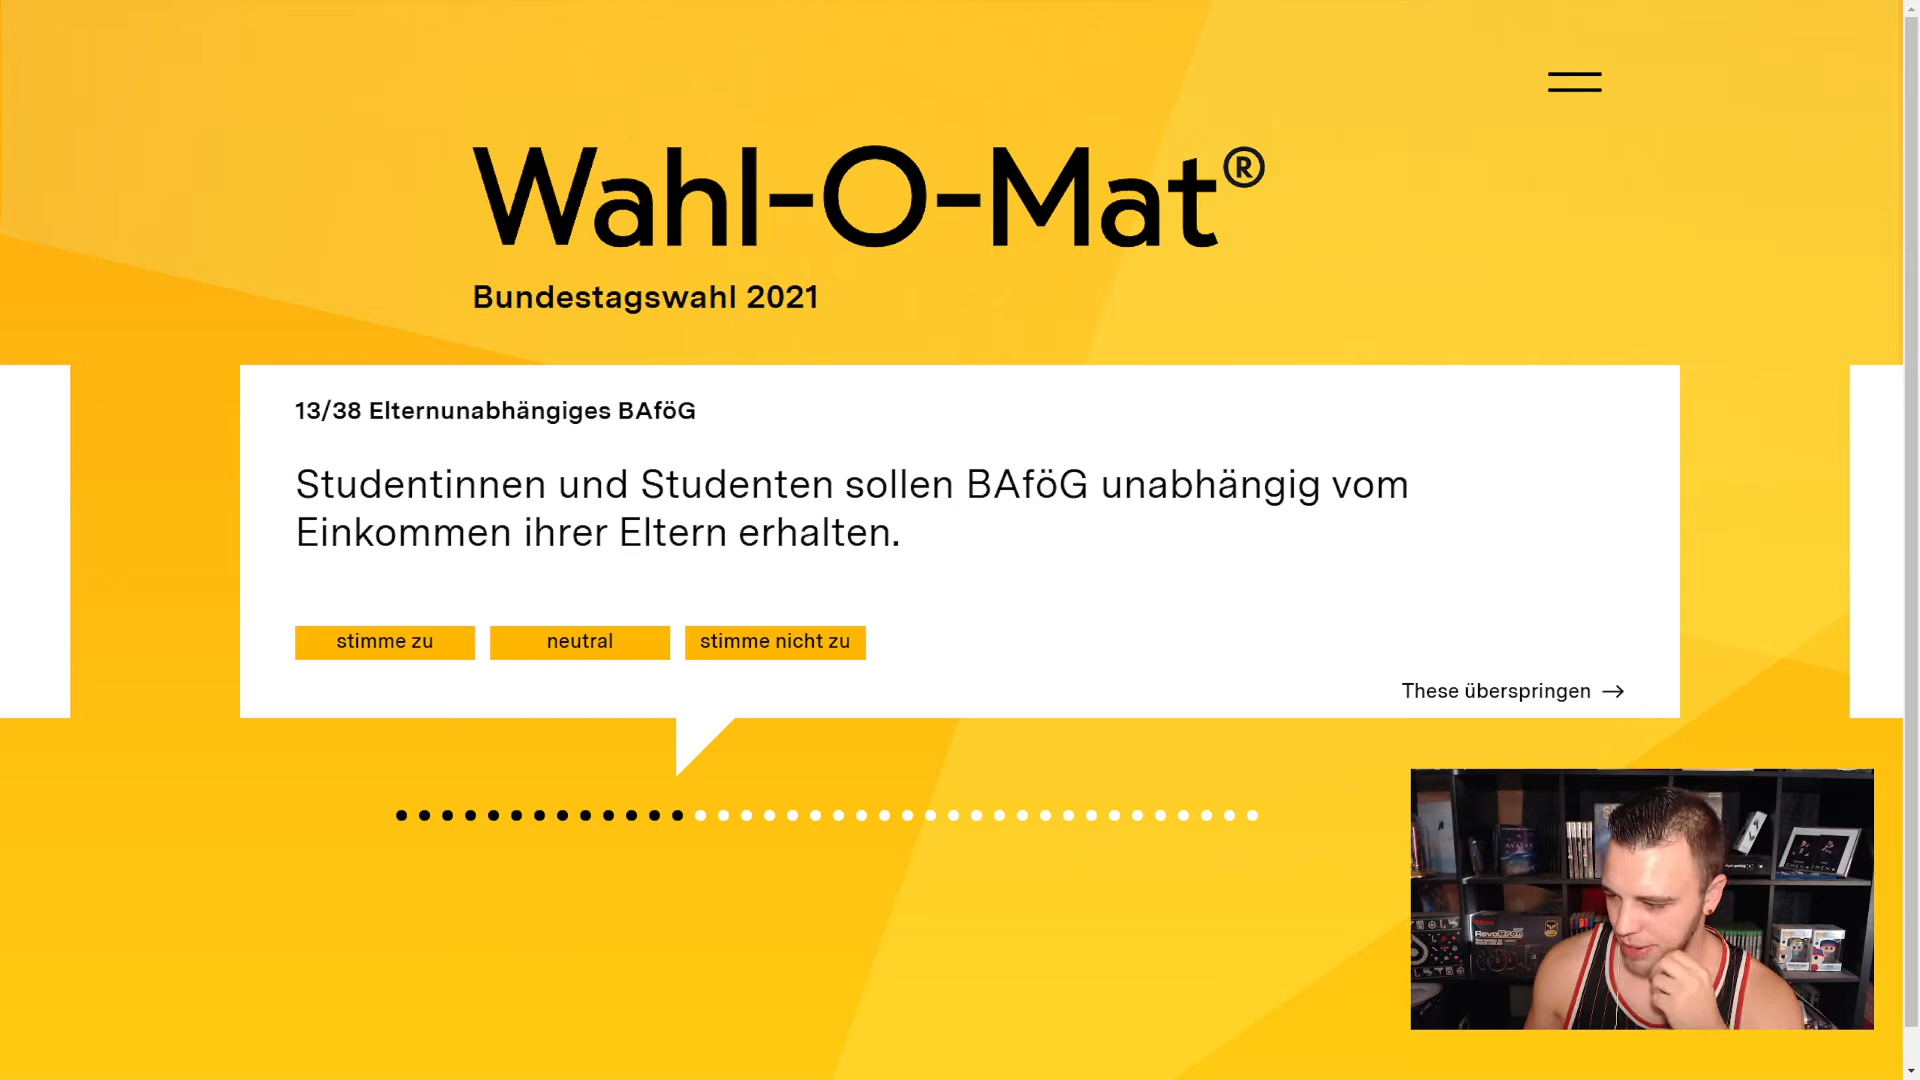 Wahl-O-Mat®
Bundestagswahl 2021
13/38 Elternunabhängiges BAföG
Studentinnen und Studenten sollen BAföG unabhängig vom
Einkommen ihrer Eltern erhalten.
stimme zu
neutral
stimme nicht zu
These überspringen →
AVATAR